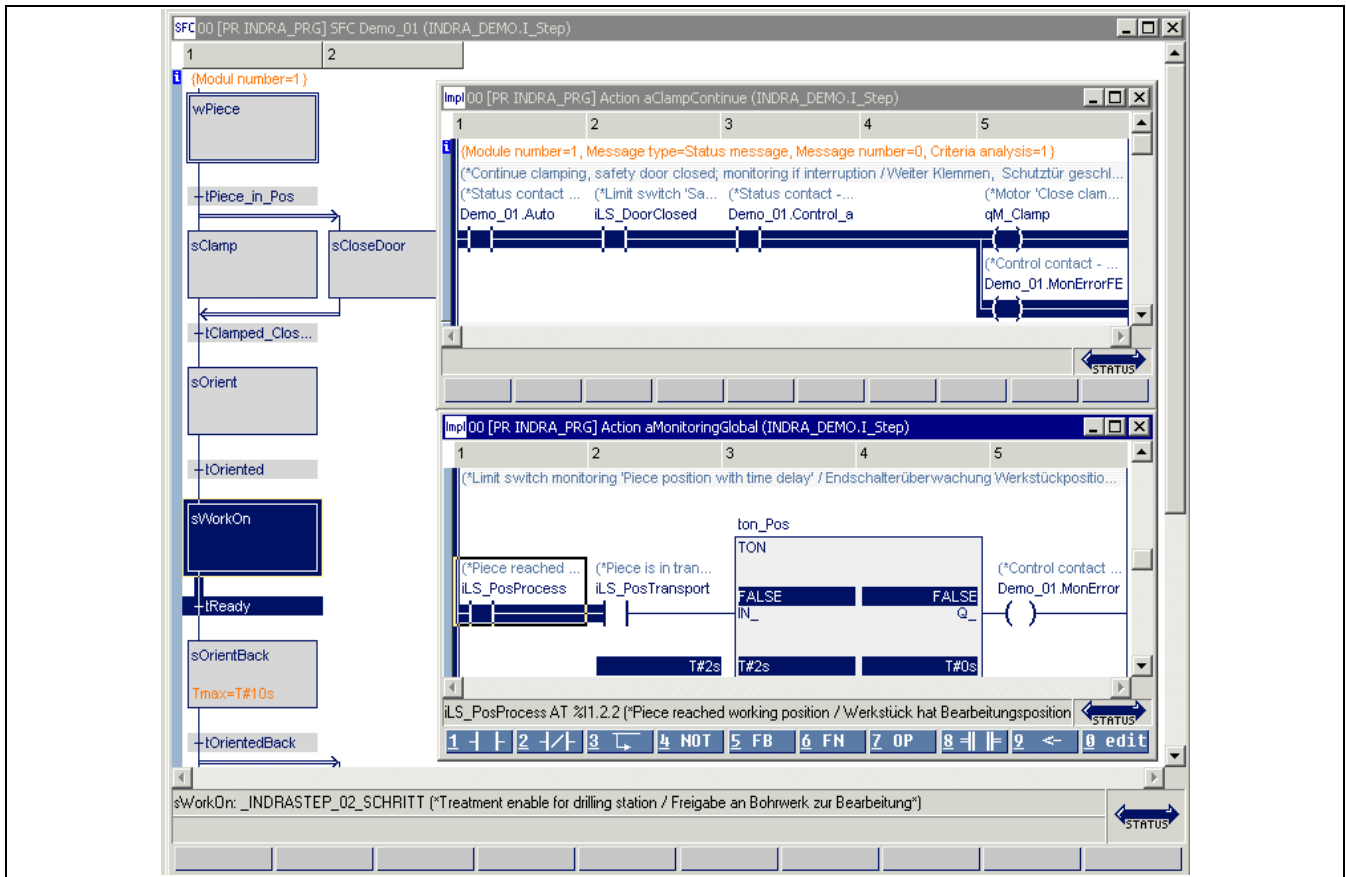 SFC 00 [PR INDRA_PRG] SFC Demo_01 (INDRA_DEMO.I_Step)
1 2
{Modul number=1}
wPiece
tPiece_in_Pos
sClamp sCloseDoor
tClamped_Clos...
sOrient
tOriented
sWorkOn
tReady
sOrientBack
Tmax=T#10s
tOrientedBack
Impl 00 [PR INDRA_PRG] Action aClampContinue (INDRA_DEMO.I_Step)
1 2 3 4 5
{Module number=1, Message type=Status message, Message number=0, Criteria analysis=1}
(*Continue clamping, safety door closed; monitoring if interruption / Weiter Klemmen, Schutztür geschl...
(*Status contact ... (*Limit switch 'Sa... (*Status contact -... (*Motor 'Close clam...
Demo_01.Auto iLS_DoorClosed Demo_01.Control_a qM_Clamp
(*Control contact - ...
Demo_01.MonErrorFE
STATUS
Impl 00 [PR INDRA_PRG] Action aMonitoringGlobal (INDRA_DEMO.I_Step)
1 2 3 4 5
(*Limit switch monitoring 'Piece position with time delay' / Endschalterüberwachung Werkstückpositio...
ton_Pos
TON
(*Piece reached ... (*Piece is in tran... (*Control contact ...
iLS_PosProcess iLS_PosTransport FALSE FALSE Demo_01.MonError
IN_ Q_
T#2s T#2s T#0s
iLS_PosProcess AT %I1.2.2 (*Piece reached working position / Werkstück hat Bearbeitungsposition
STATUS
1 2 3 4 NOT 5 FB 6 FN 7 OP 8 9 <- 0 edit
sWorkOn: _INDRASTEP_02_SCHRITT (*Treatment enable for drilling station / Freigabe an Bohrwerk zur Bearbeitung*)
STATUS